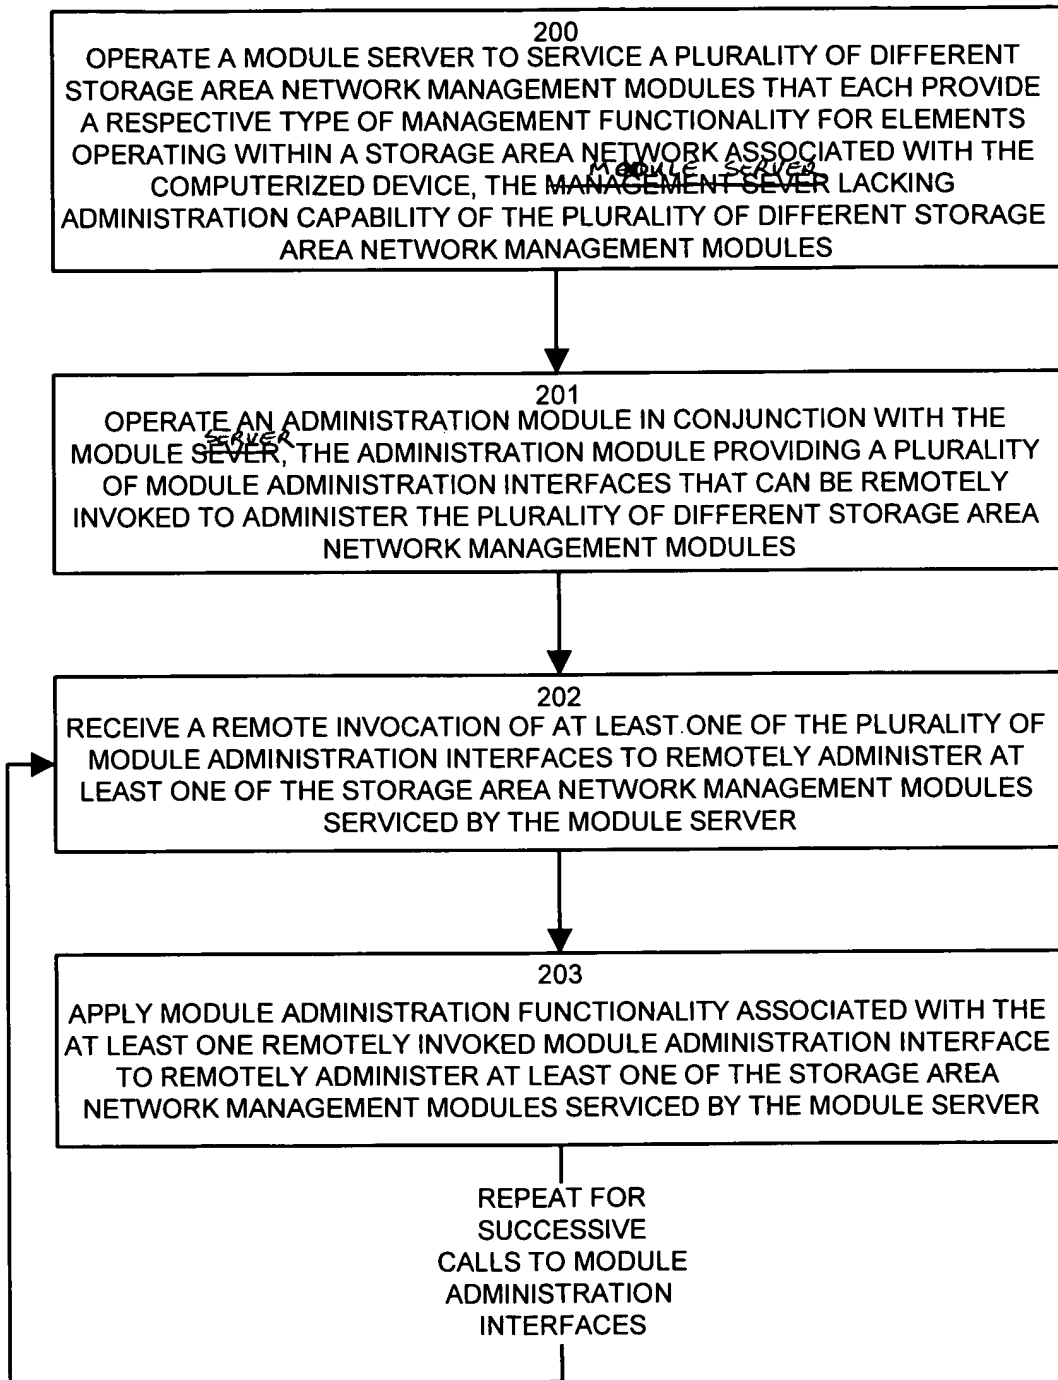 200
OPERATE A MODULE SERVER TO SERVICE A PLURALITY OF DIFFERENT
STORAGE AREA NETWORK MANAGEMENT MODULES THAT EACH PROVIDE
A RESPECTIVE TYPE OF MANAGEMENT FUNCTIONALITY FOR ELEMENTS
OPERATING WITHIN A STORAGE AREA NETWORK ASSOCIATED WITH THE
MODULE SERVER
COMPUTERIZED DEVICE, THE MANAGEMENT SEVER LACKING
ADMINISTRATION CAPABILITY OF THE PLURALITY OF DIFFERENT STORAGE
AREA NETWORK MANAGEMENT MODULES
201
OPERATE AN ADMINISTRATION MODULE IN CONJUNCTION WITH THE
SERVER
MODULE SEVER, THE ADMINISTRATION MODULE PROVIDING A PLURALITY
OF MODULE ADMINISTRATION INTERFACES THAT CAN BE REMOTELY
INVOKED TO ADMINISTER THE PLURALITY OF DIFFERENT STORAGE AREA
NETWORK MANAGEMENT MODULES
202
RECEIVE A REMOTE INVOCATION OF AT LEAST ONE OF THE PLURALITY OF
MODULE ADMINISTRATION INTERFACES TO REMOTELY ADMINISTER AT
LEAST ONE OF THE STORAGE AREA NETWORK MANAGEMENT MODULES
SERVICED BY THE MODULE SERVER
203
APPLY MODULE ADMINISTRATION FUNCTIONALITY ASSOCIATED WITH THE
AT LEAST ONE REMOTELY INVOKED MODULE ADMINISTRATION INTERFACE
TO REMOTELY ADMINISTER AT LEAST ONE OF THE STORAGE AREA
NETWORK MANAGEMENT MODULES SERVICED BY THE MODULE SERVER
REPEAT FOR
SUCCESSIVE
CALLS TO MODULE
ADMINISTRATION
INTERFACES